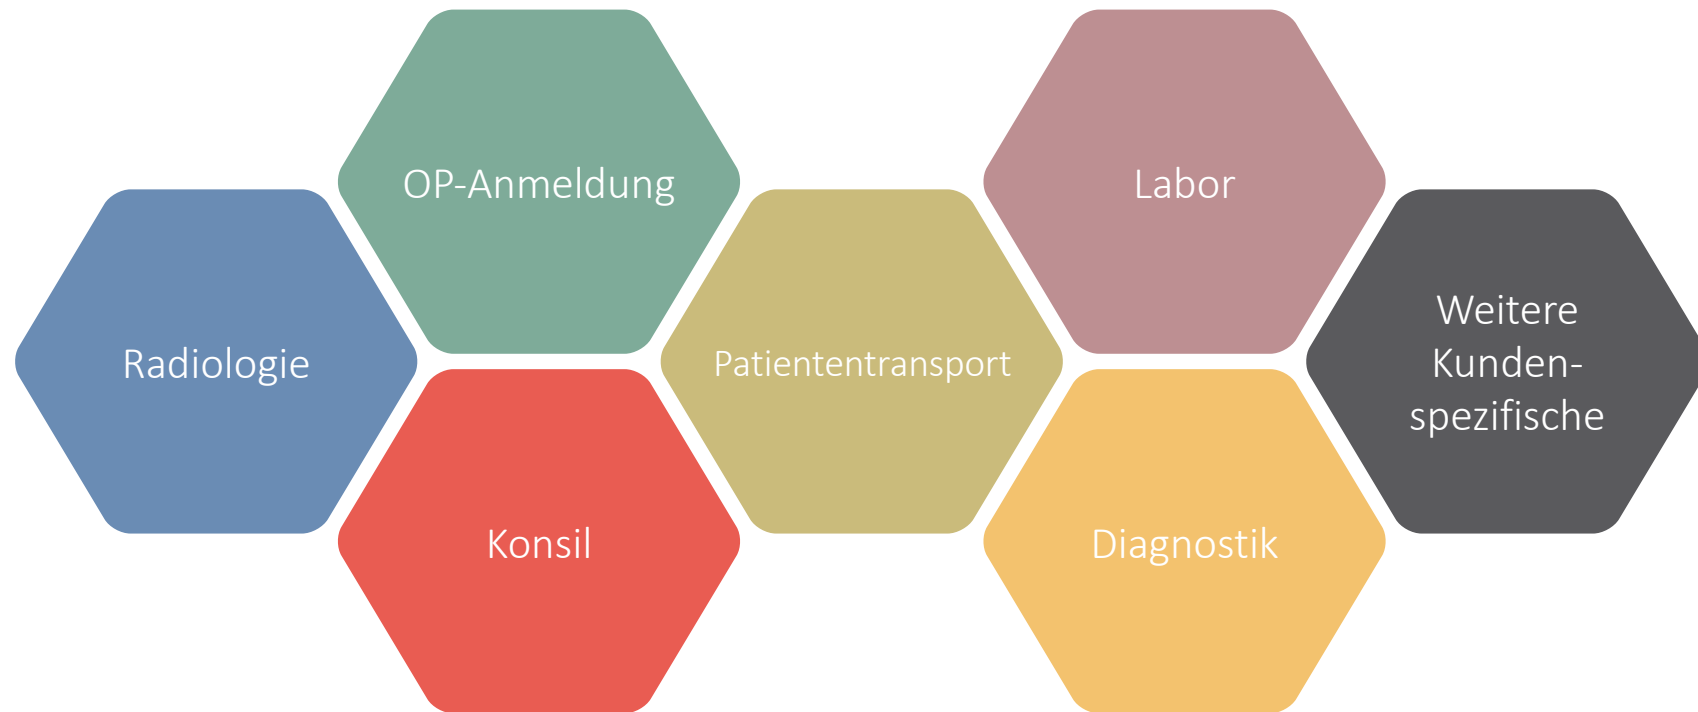 OP-Anmeldung
Labor
Radiologie
Patiententransport
Weitere
Kunden-
spezifische
Konsil
Diagnostik